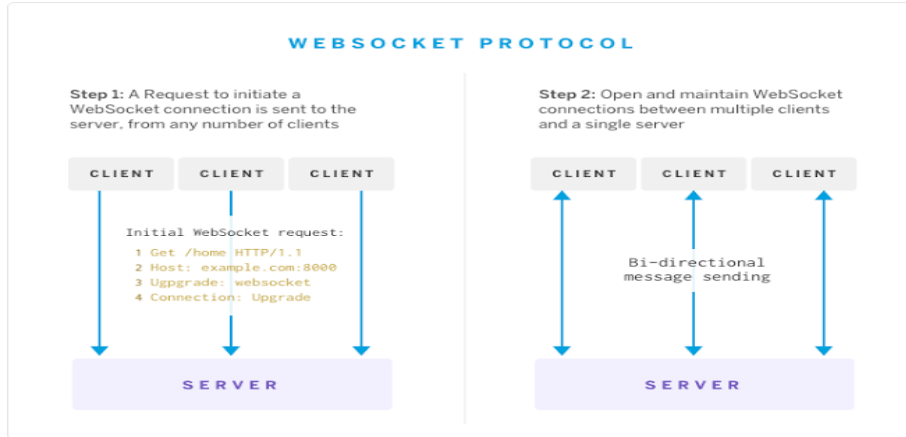 WEBSOCKET PROTOCOL
Step 1: A Request to initiate a
WebSocket connection is sent to the
server, from any number of clients
CLIENT CLIENT CLIENT
Initial WebSocket request:
1 Get /home HTTP/1.1
2 Host: example.com:8000
3 Ugpgrade: websocket
4 Connection: Upgrade
SERVER
Step 2: Open and maintain WebSocket
connections between multiple clients
and a single server
CLIENT CLIENT CLIENT
Bi-directional
message sending
SERVER